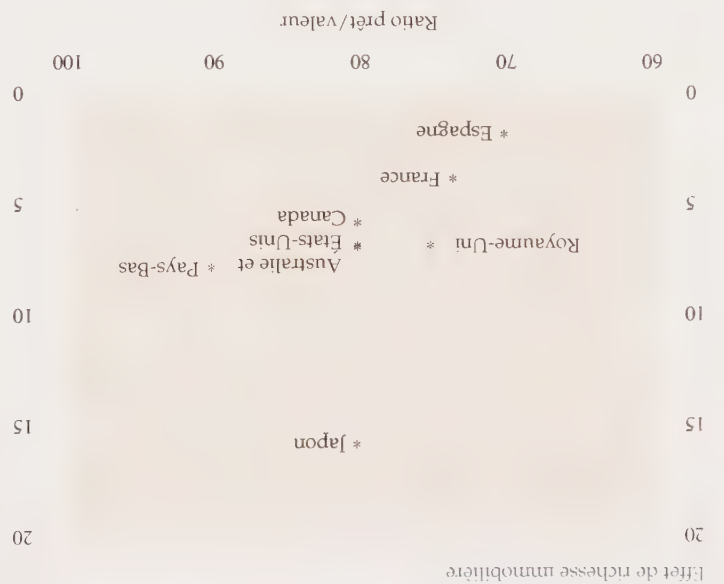 Effet de richesse immobilière
20 20
15 15
10 10
5 5
0 0
* Japon
Royaume-Uni *
* Australie et
États-Unis
* Canada
* Pays-Bas
* France
* Espagne
60 70 80 90 100
Ratio prêt/valeur